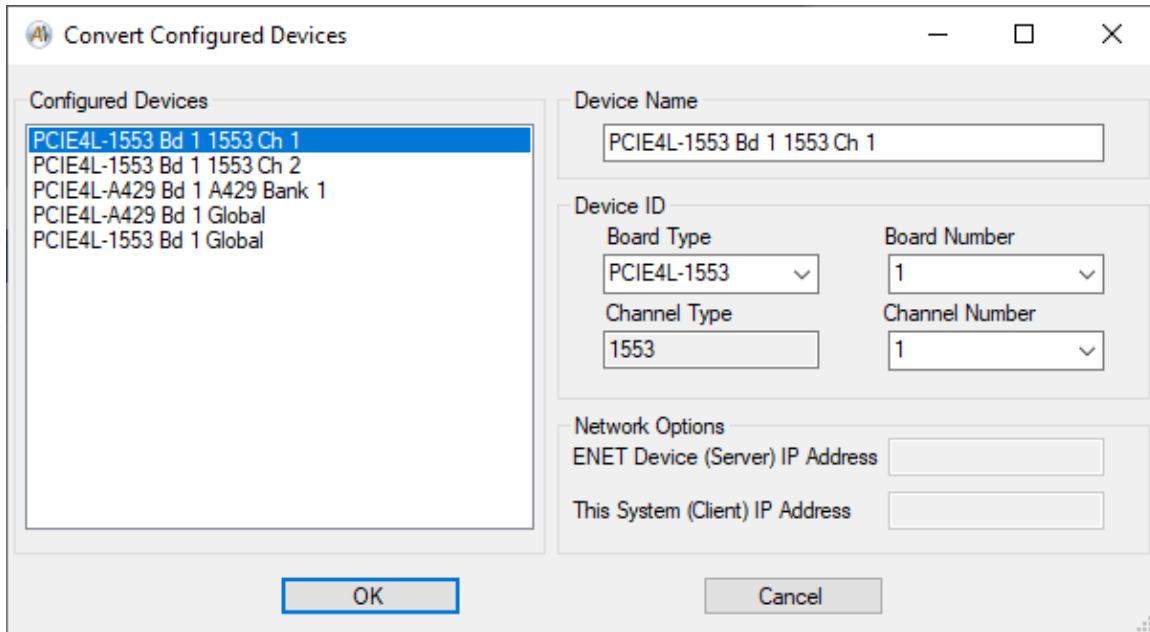 Convert Configured Devices
Configured Devices
PCIE4L-1553 Bd 1 1553 Ch 1
PCIE4L-1553 Bd 1 1553 Ch 2
PCIE4L-A429 Bd 1 A429 Bank 1
PCIE4L-A429 Bd 1 Global
PCIE4L-1553 Bd 1 Global
Device Name
PCIE4L-1553 Bd 1 1553 Ch 1
Device ID
Board Type
Board Number
PCIE4L-1553
1
Channel Type
Channel Number
1553
1
Network Options
ENET Device (Server) IP Address
This System (Client) IP Address
OK
Cancel